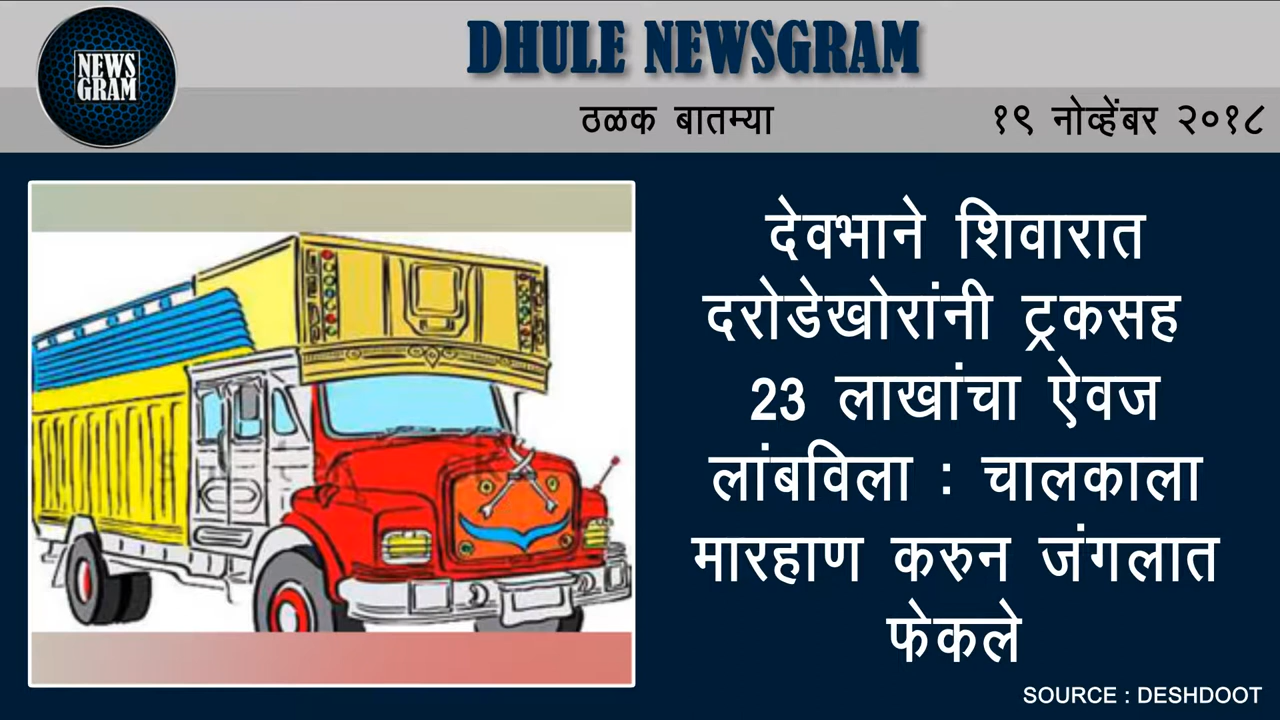 NEWS
GRAM
DHULE NEWSGRAM
ठळक बातम्या
१९ नोव्हेंबर २०१८
देवभाने शिवारात
दरोडेखोरांनी ट्रकसह
23 लाखांचा ऐवज
लांबविला : चालकाला
मारहाण करुन जंगलात
फेकले
SOURCE : DESHDOOT